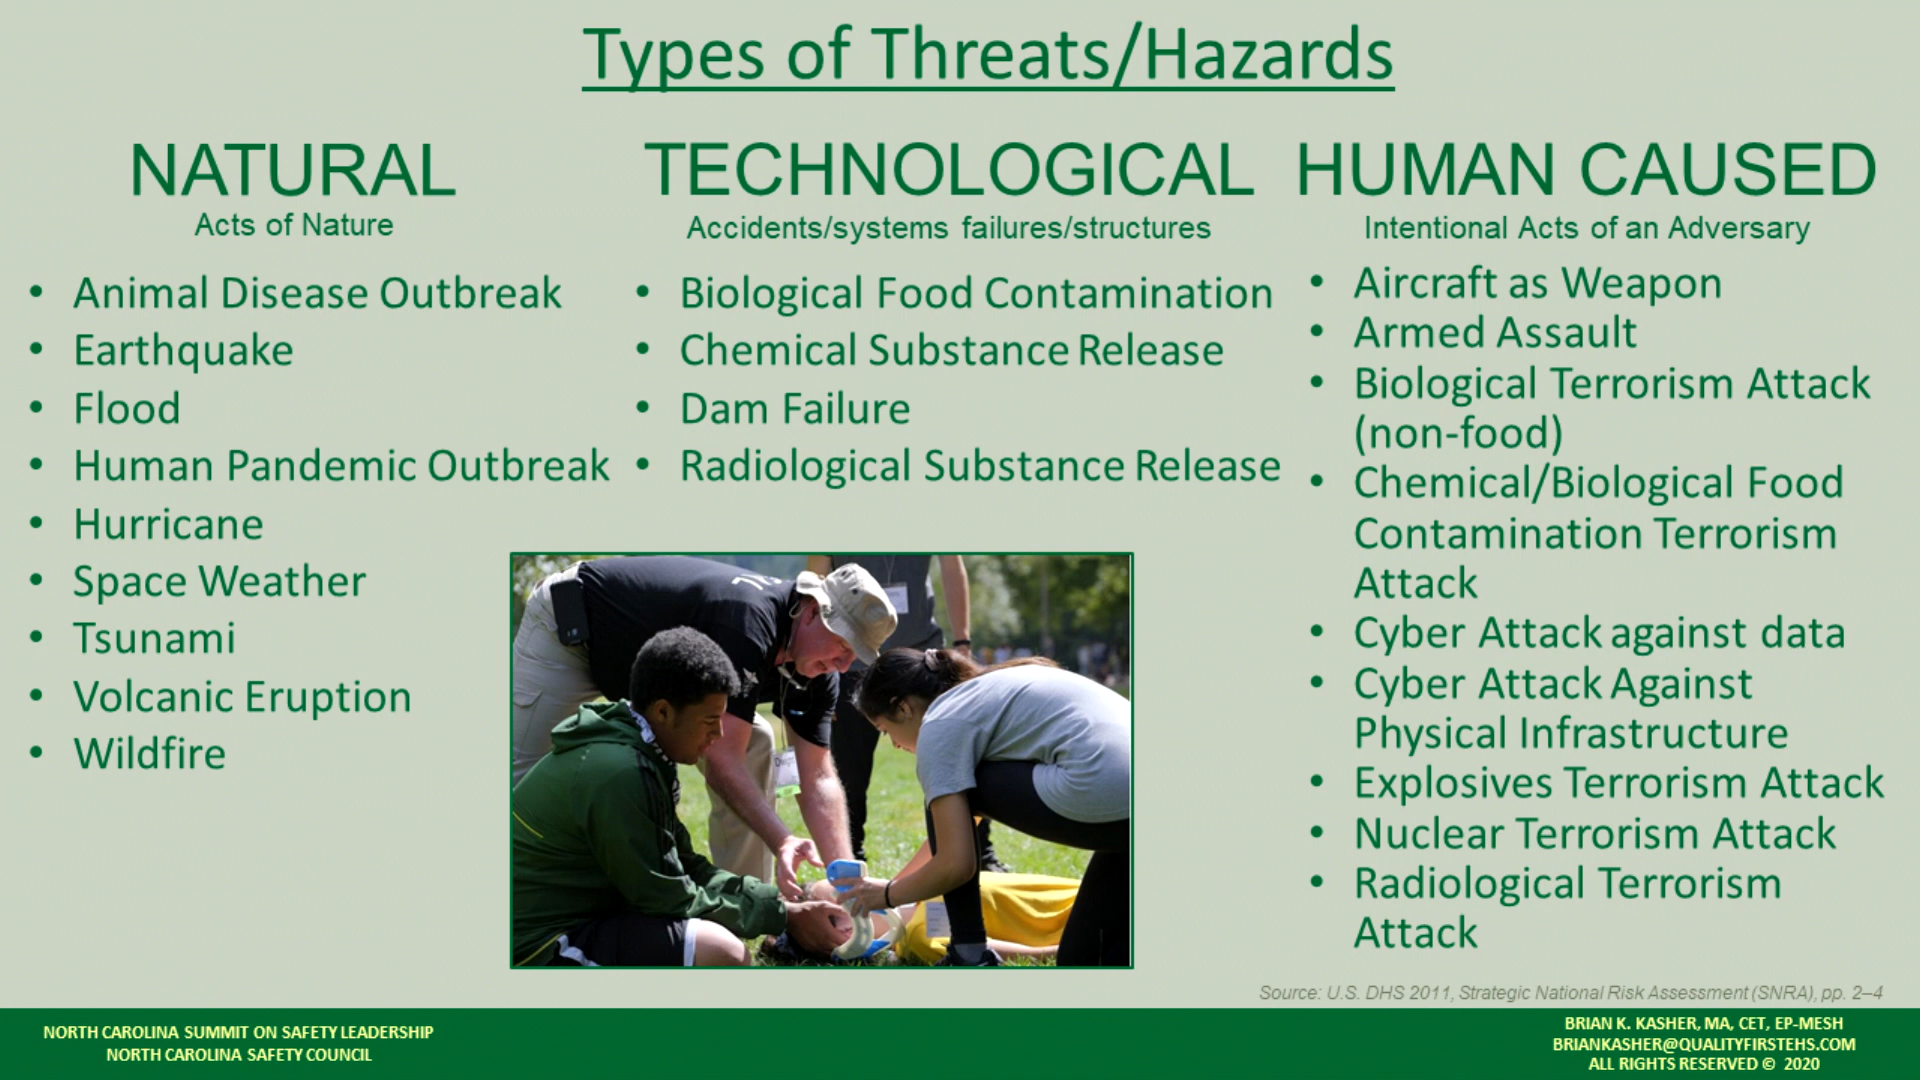 Types of Threats/Hazards
NATURAL
Acts of Nature
• Animal Disease Outbreak
• Earthquake
• Flood
• Human Pandemic Outbreak
• Hurricane
• Space Weather
• Tsunami
• Volcanic Eruption
• Wildfire
TECHNOLOGICAL
Accidents/systems failures/structures
• Biological Food Contamination
• Chemical Substance Release
• Dam Failure
• Radiological Substance Release
HUMAN CAUSED
Intentional Acts of an Adversary
• Aircraft as Weapon
• Armed Assault
• Biological Terrorism Attack
(non-food)
• Chemical/Biological Food
Contamination Terrorism
Attack
• Cyber Attack against data
• Cyber Attack Against
Physical Infrastructure
• Explosives Terrorism Attack
• Nuclear Terrorism Attack
• Radiological Terrorism
Attack
Source: U.S. DHS 2011, Strategic National Risk Assessment (SNRA), pp. 2–4
NORTH CAROLINA SUMMIT ON SAFETY LEADERSHIP
NORTH CAROLINA SAFETY COUNCIL
BRIAN K. KASHER, MA, CET, EP-MESH
BRIANKASHER@QUALITYFIRSTEHS.COM
ALL RIGHTS RESERVED © 2020